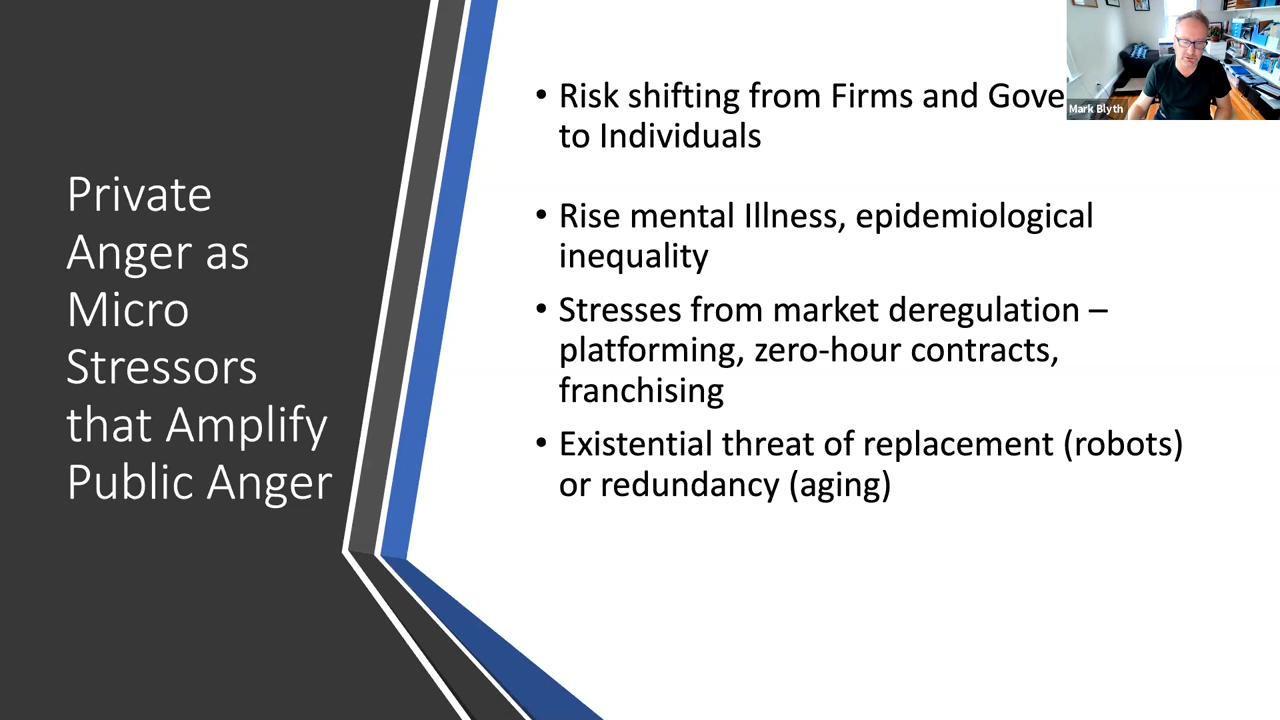 Private
Anger as
Micro
Stressors
that Amplify
Public Anger
• Risk shifting from Firms and Gove
to Individuals
• Rise mental Illness, epidemiological
inequality
• Stresses from market deregulation –
platforming, zero-hour contracts,
franchising
• Existential threat of replacement (robots)
or redundancy (aging)
Mark Blyth